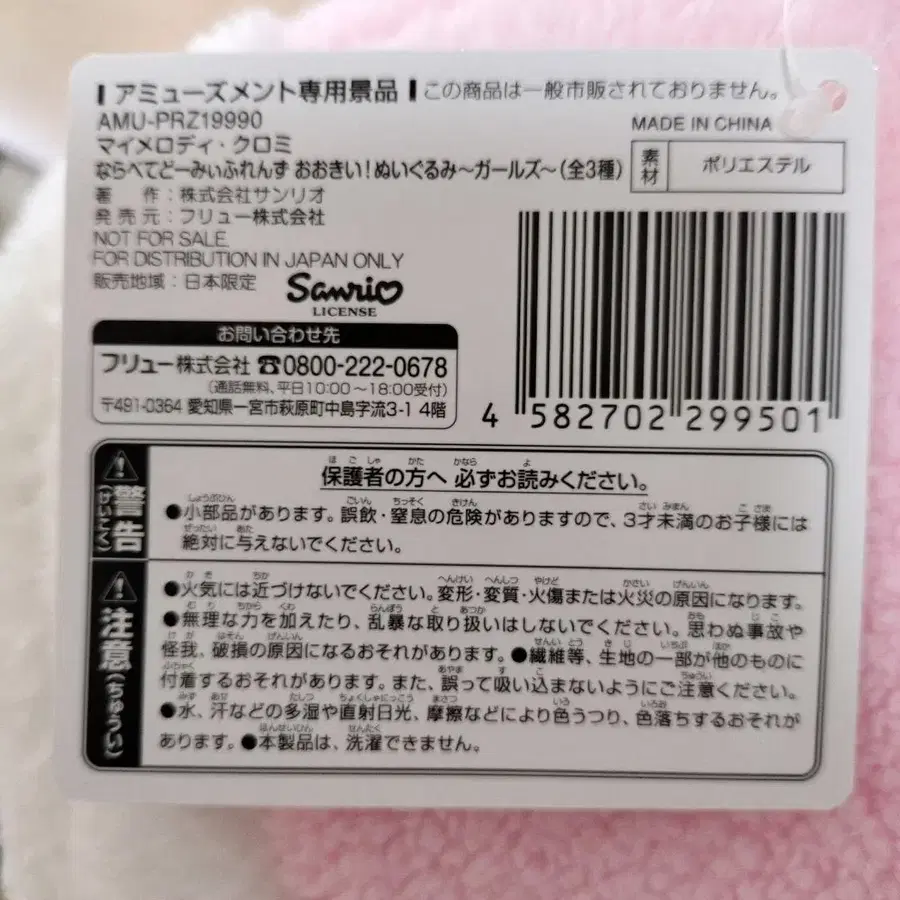 アミューズメント専用景品 この商品は一般市販されておりません。
AMU-PRZ19990
マイメロディ・クロミ
ならべてどーみぃふれんず おおきい!ぬいぐるみ～ガールズ～(全3種)
著作:株式会社サンリオ
発売元:フリュー株式会社
NOT FOR SALE.
FOR DISTRIBUTION IN JAPAN ONLY
販売地域:日本限定
Sanrio
LICENSE
MADE IN CHINA
素材 ポリエステル
お問い合わせ先
フリュー株式会社 ☎0800-222-0678
(通話無料、平日10:00～18:00受付)
〒491-0364 愛知県一宮市萩原町中島字流3-1 4階
4 582702 299501
警告(けいこく)
保護者の方へ 必ずお読みください。
●小部品があります。誤飲・窒息の危険がありますので、3才未満のお子様には
絶対に与えないでください。
注意(ちゅうい)
●火気には近づけないでください。変形・変質・火傷または火災の原因になります。
●無理な力を加えたり、乱暴な取り扱いはしないでください。思わぬ事故や
怪我、破損の原因になるおそれがあります。●繊維等、生地の一部が他のものに
付着するおそれがあります。また、誤って吸い込まないようにご注意ください。
●水、汗などの多湿や直射日光、摩擦などにより色うつり、色落ちするおそれが
あります。●本製品は、洗濯できません。